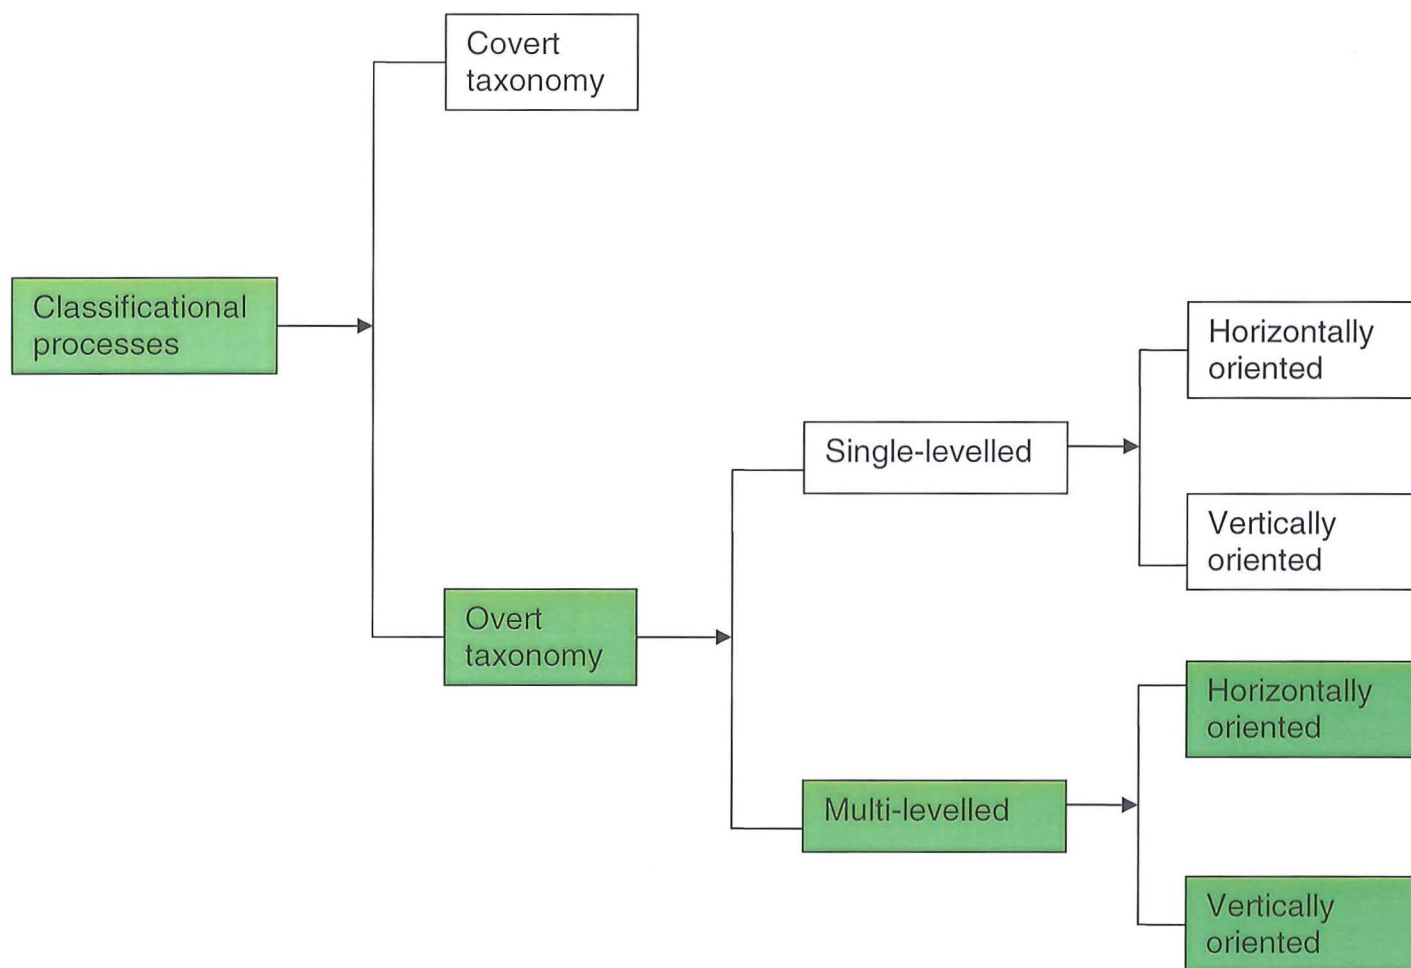 Covert
taxonomy
Classificational
processes
Horizontally
oriented
Single-levelled
Vertically
oriented
Overt
taxonomy
Horizontally
oriented
Multi-levelled
Vertically
oriented